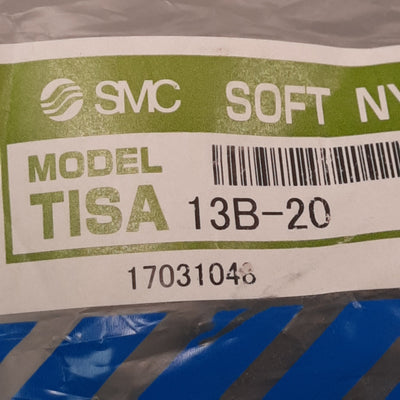 SMC SOFT NY
MODEL
TISA 13B-20
17031048